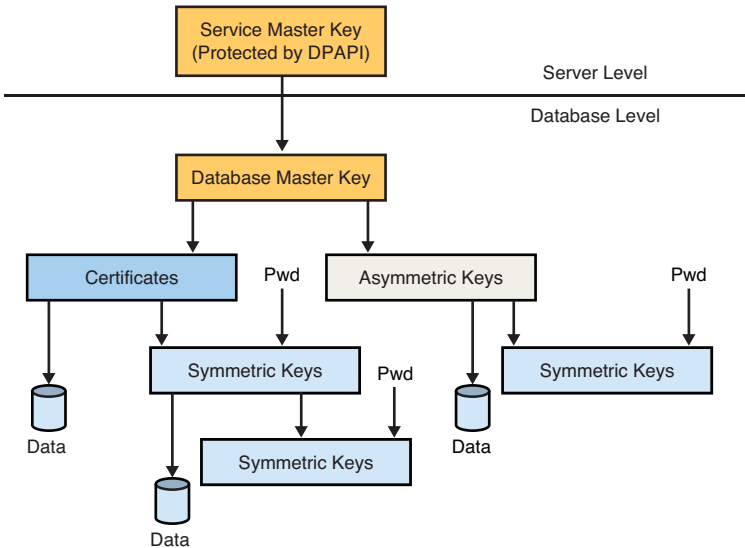 Service Master Key
(Protected by DPAPI)
Server Level
Database Level
Database Master Key
Certificates
Pwd
Asymmetric Keys
Pwd
Symmetric Keys
Pwd
Symmetric Keys
Data
Data
Symmetric Keys
Data